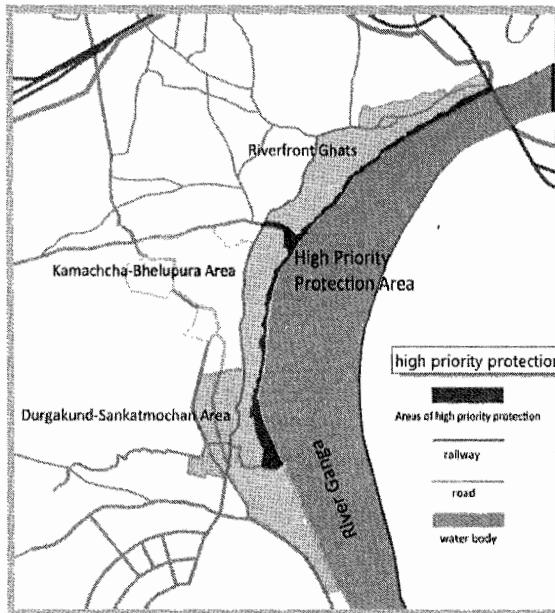 Riverfront Ghats
High Priority
Protection Area
Kamachcha-Bhelupura Area
high priority protection
Areas of high priority protection
Durgakund-Sankatmochan Area
railway
River Ganga
road
water body